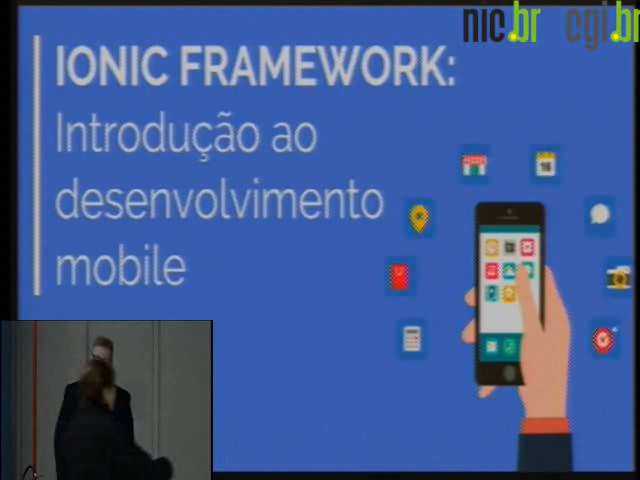 nic.br cgi.br
IONIC FRAMEWORK:
Introdução ao
desenvolvimento
mobile